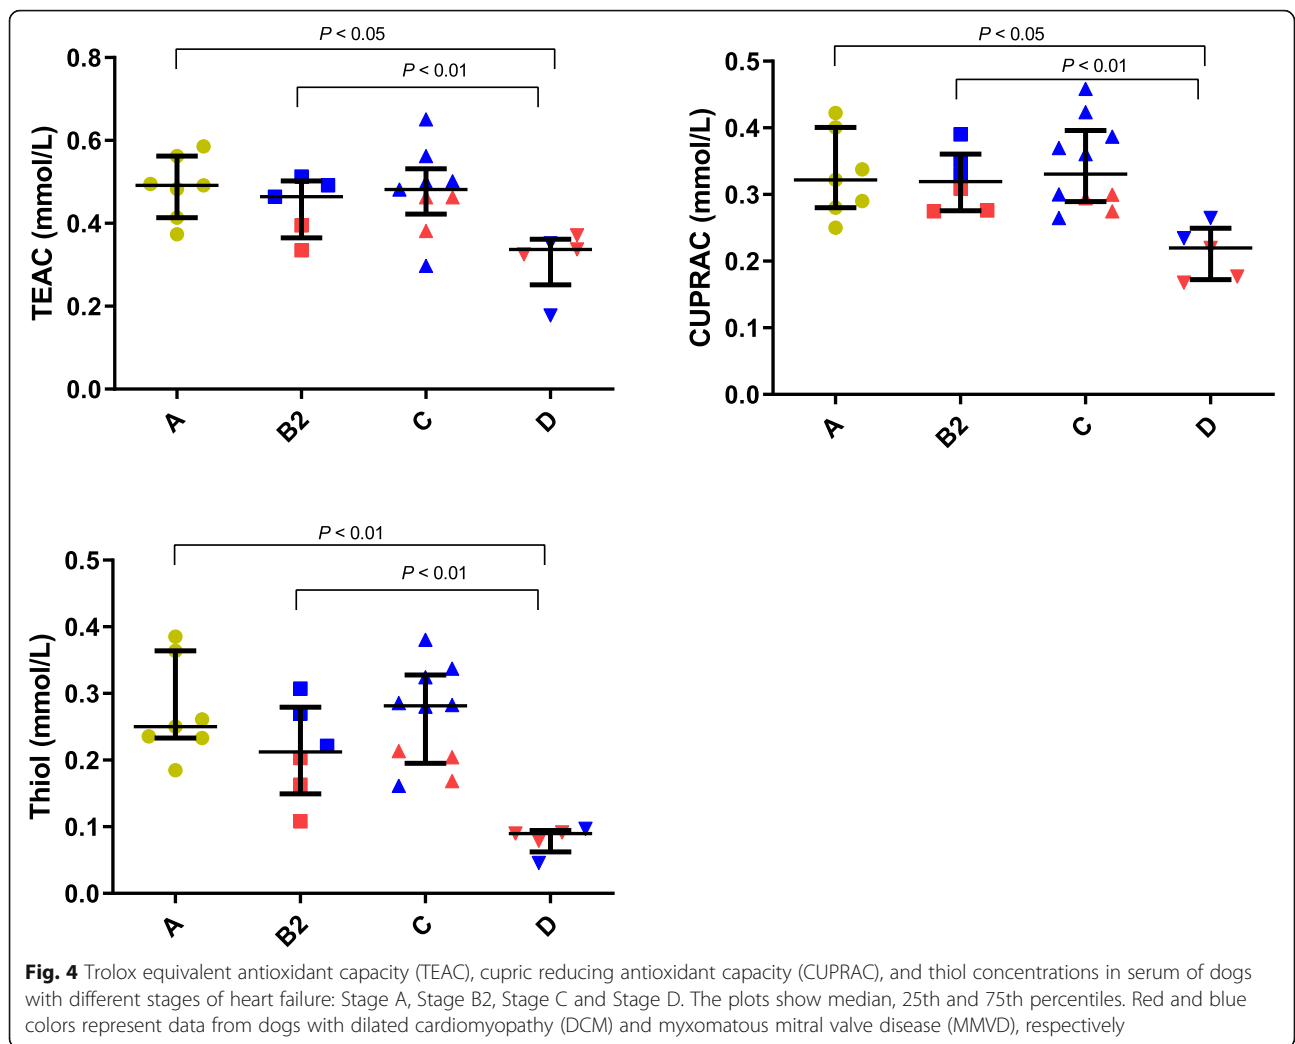 P < 0.05
P < 0.01
0.8
0.6
0.4
0.2
0.0
TEAC (mmol/L)
A B2 C D
P < 0.05
P < 0.01
0.5
0.4
0.3
0.2
0.1
0.0
CUPRAC (mmol/L)
A B2 C D
P < 0.01
P < 0.01
0.5
0.4
0.3
0.2
0.1
0.0
Thiol (mmol/L)
A B2 C D
Fig. 4 Trolox equivalent antioxidant capacity (TEAC), cupric reducing antioxidant capacity (CUPRAC), and thiol concentrations in serum of dogs
with different stages of heart failure: Stage A, Stage B2, Stage C and Stage D. The plots show median, 25th and 75th percentiles. Red and blue
colors represent data from dogs with dilated cardiomyopathy (DCM) and myxomatous mitral valve disease (MMVD), respectively